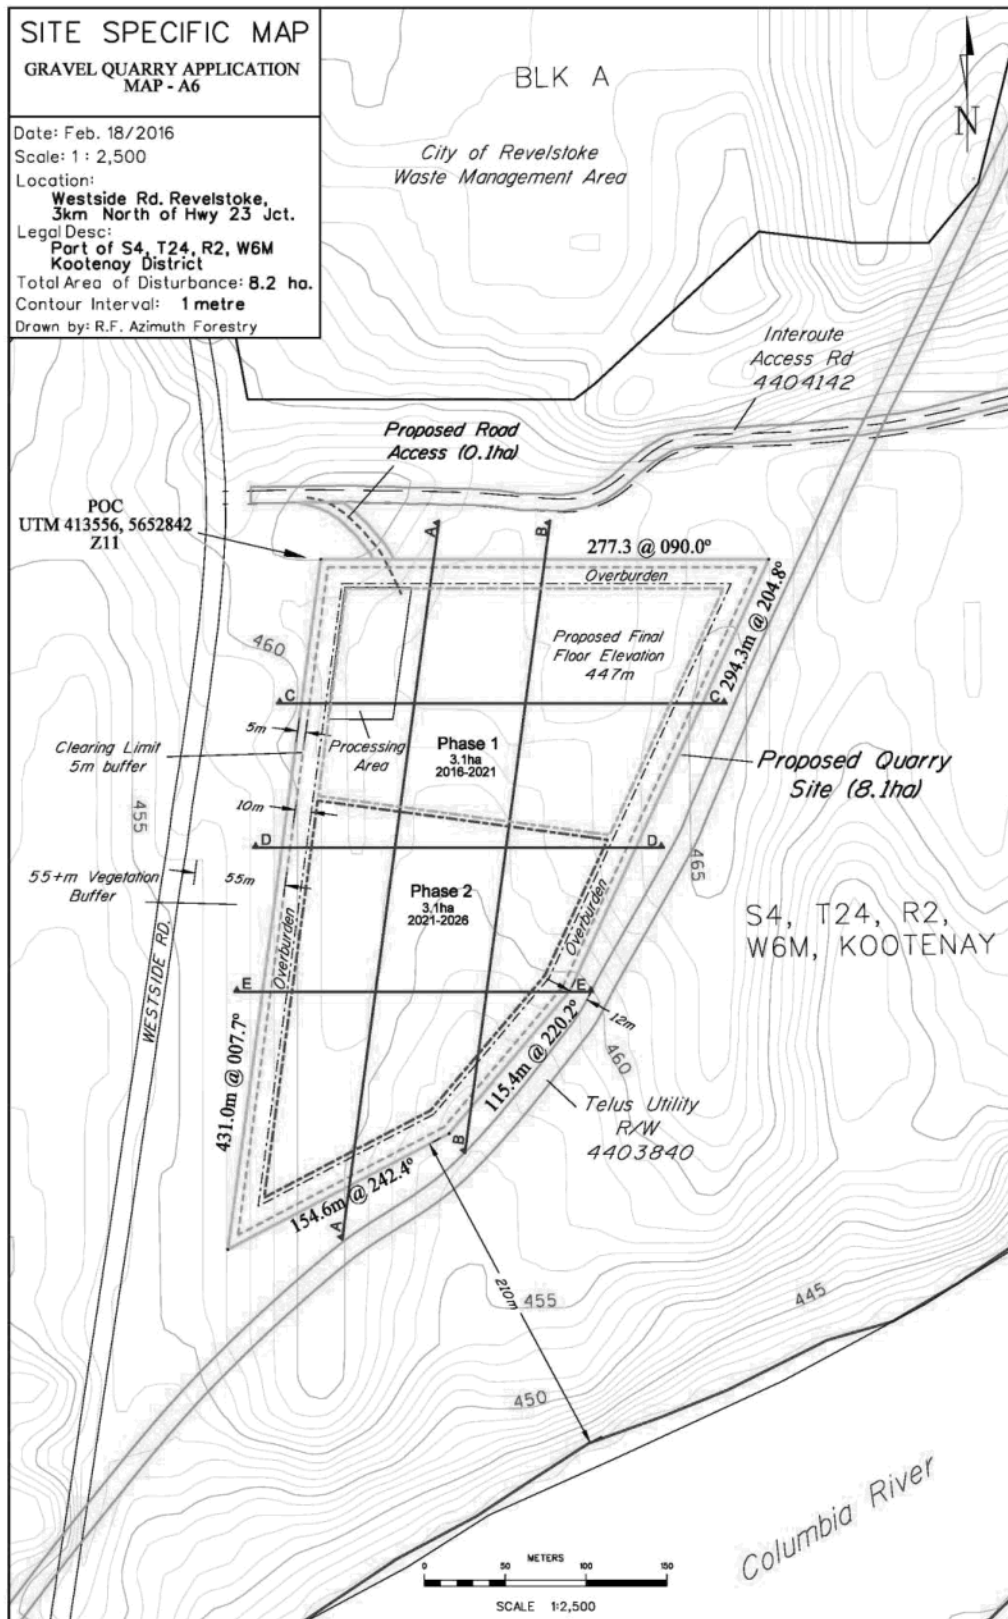 SITE SPECIFIC MAP
GRAVEL QUARRY APPLICATION
MAP - A6
Date: Feb. 18/2016
Scale: 1 : 2,500
Location:
Westside Rd. Revelstoke,
3km North of Hwy 23 Jct.
Legal Desc:
Part of S4, T24, R2, W6M
Kootenay District
Total Area of Disturbance: 8.2 ha.
Contour Interval: 1 metre
Drawn by: R.F. Azimuth Forestry
BLK A
N
City of Revelstoke
Waste Management Area
Interoute
Access Rd
4404142
Proposed Road
Access (0.1ha)
POC
UTM 413556, 5652842
Z11
A
B
277.3 @ 090.0°
Overburden
294.3m @ 204.8°
Proposed Final
Floor Elevation
447m
460
C
C
5m
Processing
Area
Clearing Limit
5m buffer
Phase 1
3.1ha
2016-2021
Proposed Quarry
Site (8.1ha)
455
10m
D
D
465
55+m Vegetation
Buffer
55m
Phase 2
3.1ha
2021-2026
Overburden
Overburden
S4, T24, R2,
W6M, KOOTENAY
WESTSIDE RD.
E
E
12m
460
431.0m @ 007.7°
115.4m @ 220.2°
Telus Utility
R/W
4403840
B
154.6m @ 242.4°
A
210m
455
445
450
Columbia River
METERS
0 50 100 150
SCALE 1:2,500